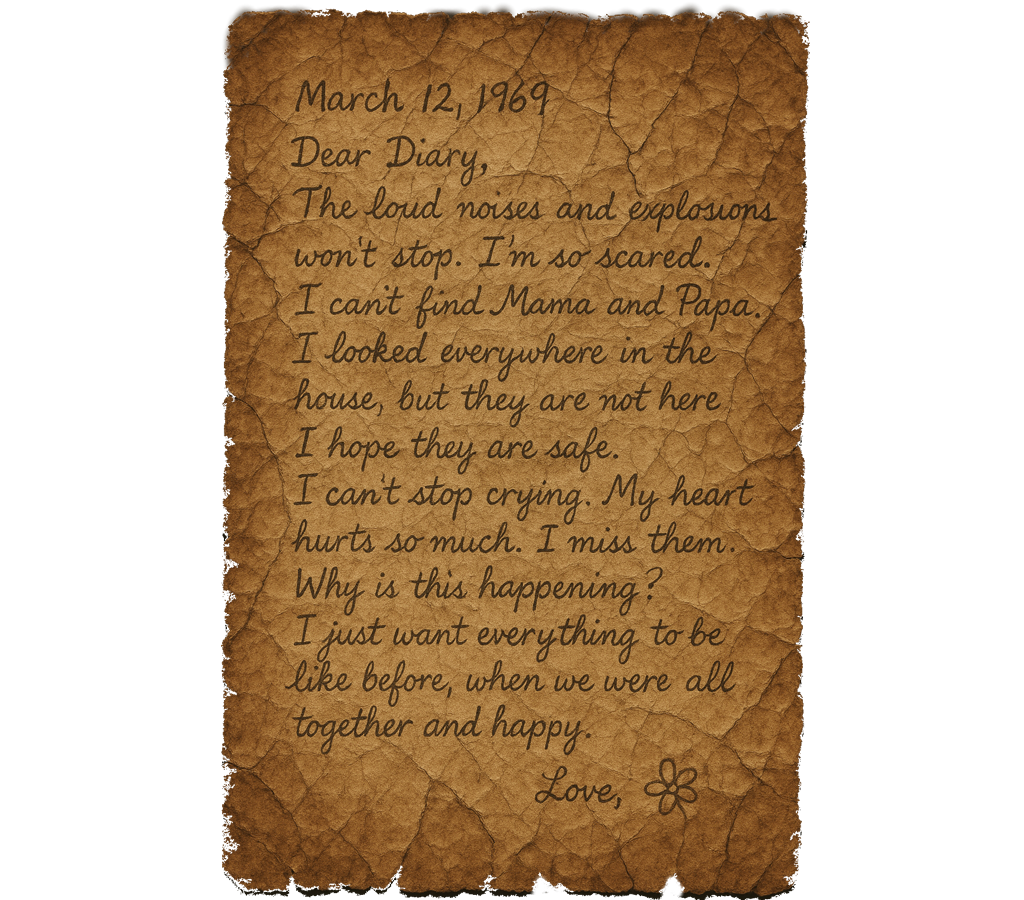 March 12, 1969
Dear Diary,
The loud noises and explosions
won't stop. I'm so scared.
I can't find Mama and Papa.
I looked everywhere in the
house, but they are not here
I hope they are safe.
I can't stop crying. My heart
hurts so much. I miss them.
Why is this happening?
I just want everything to be
like before, when we were all
together and happy.
Love,